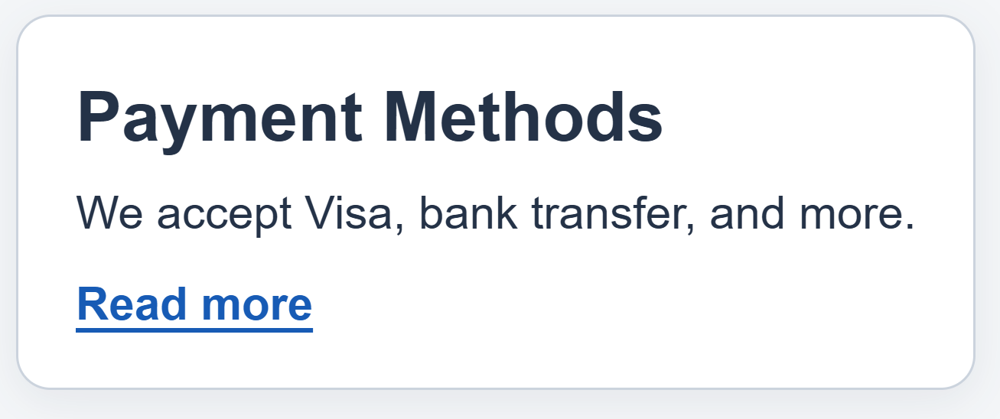 Payment Methods
We accept Visa, bank transfer, and more.
Read more